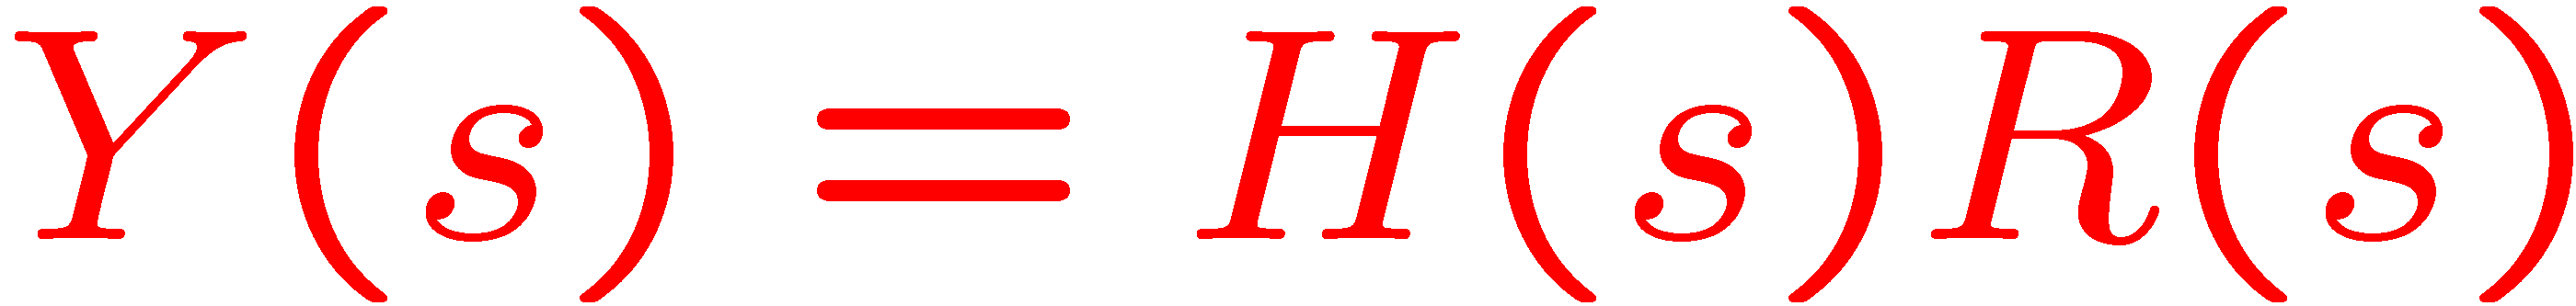 Y(s) = H(s)R(s)